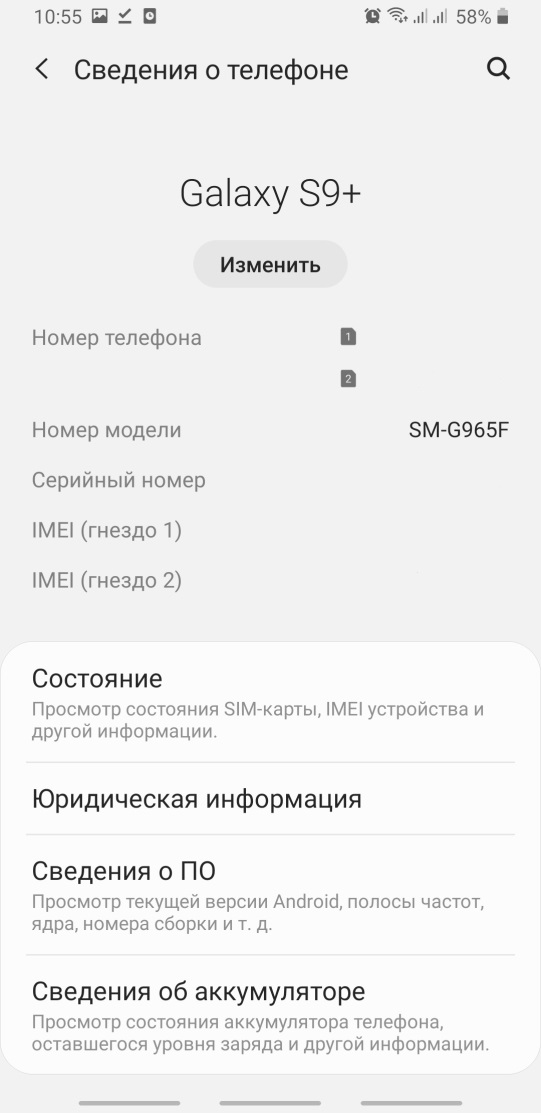 10:55 58%
Сведения о телефоне
Galaxy S9+
Изменить
Номер телефона 1
2
Номер модели SM-G965F
Серийный номер
IMEI (гнездо 1)
IMEI (гнездо 2)
Состояние
Просмотр состояния SIM-карты, IMEI устройства и
другой информации.
Юридическая информация
Сведения о ПО
Просмотр текущей версии Android, полосы частот,
ядра, номера сборки и т. д.
Сведения об аккумуляторе
Просмотр состояния аккумулятора телефона,
оставшегося уровня заряда и другой информации.